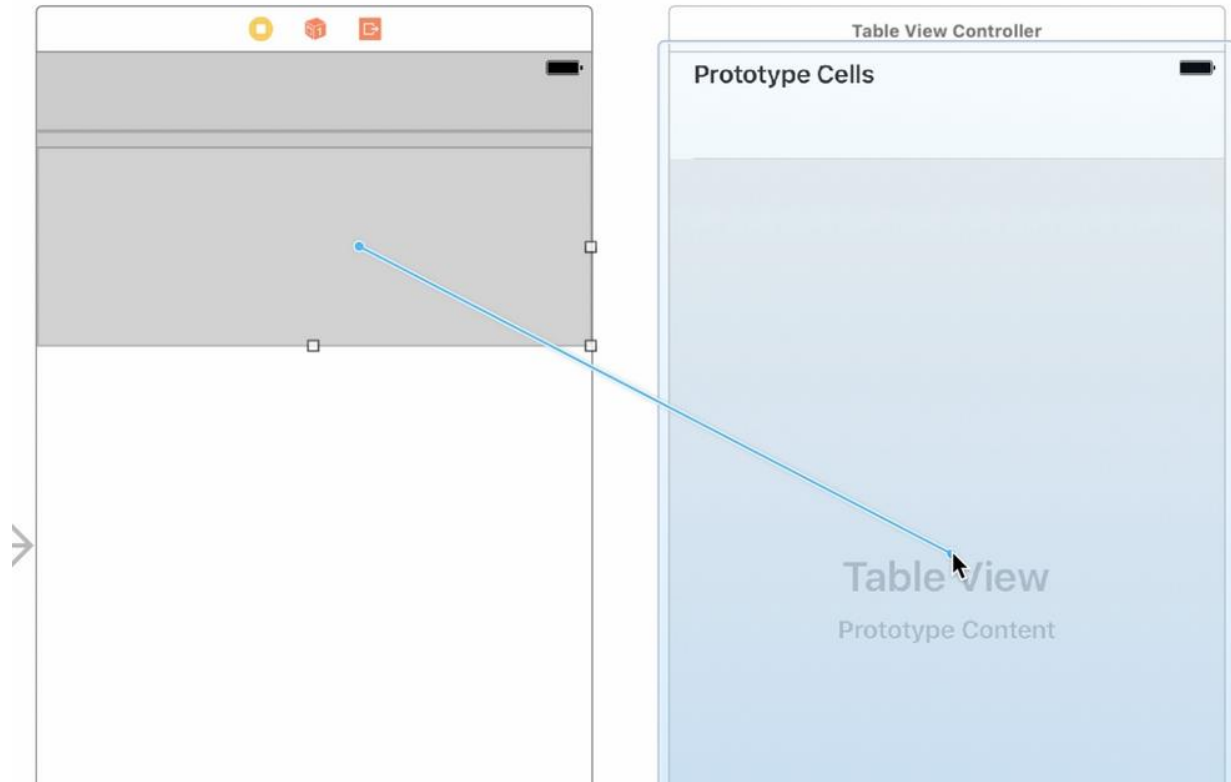 Table View Controller
Prototype Cells
Table View
Prototype Content